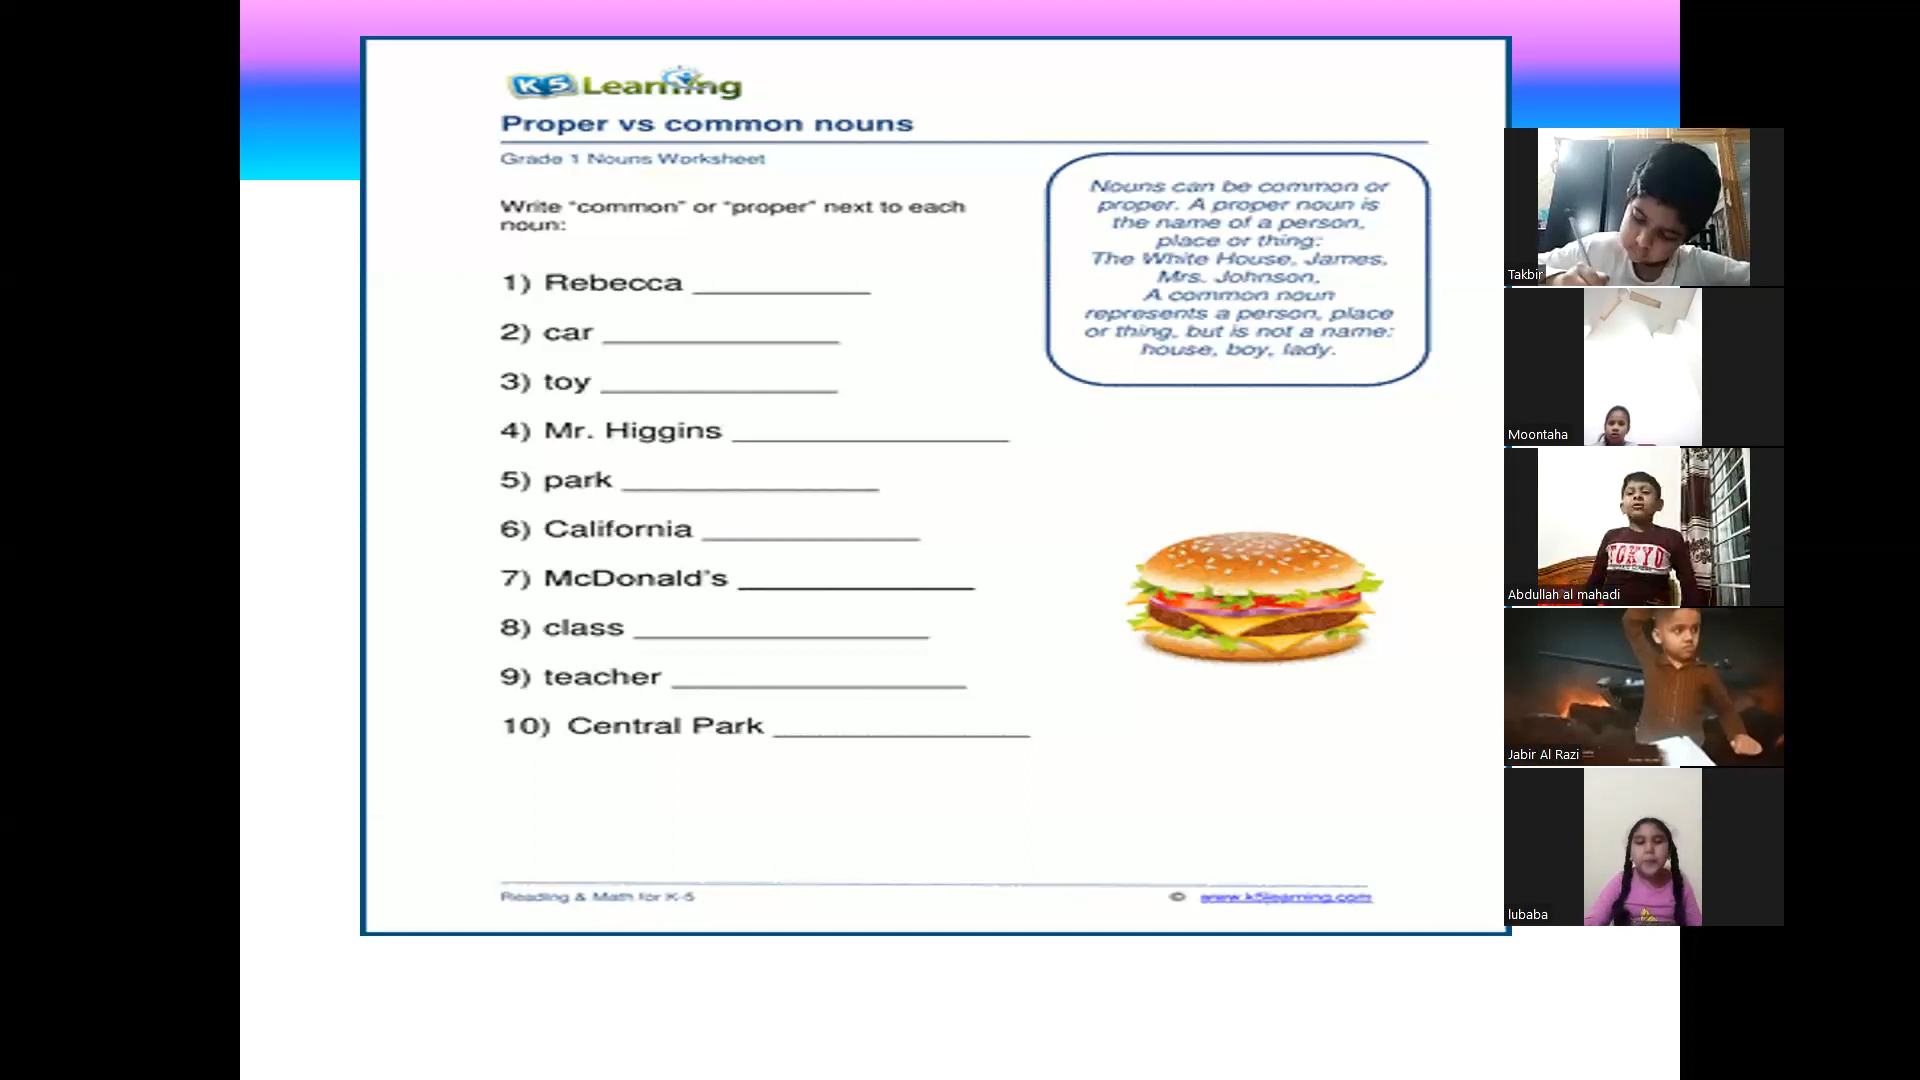 K5 Learning
Proper vs common nouns
Grade 1 Nouns Worksheet
Write "common" or "proper" next to each
noun:
1) Rebecca
2) car
3) toy
4) Mr. Higgins
5) park
6) California
7) McDonald's
8) class
9) teacher
10) Central Park
Nouns can be common or
proper. A proper noun is
the name of a person,
place or thing:
The White House, James,
Mrs. Johnson,
A common noun
represents a person, place
or thing, but is not a name:
house, boy, lady.
Reading & Math for K-5
© www.k5learning.com
Takbir
Moontaha
TOKYO
Abdullah al mahadi
Jabir Al Razi
lubaba